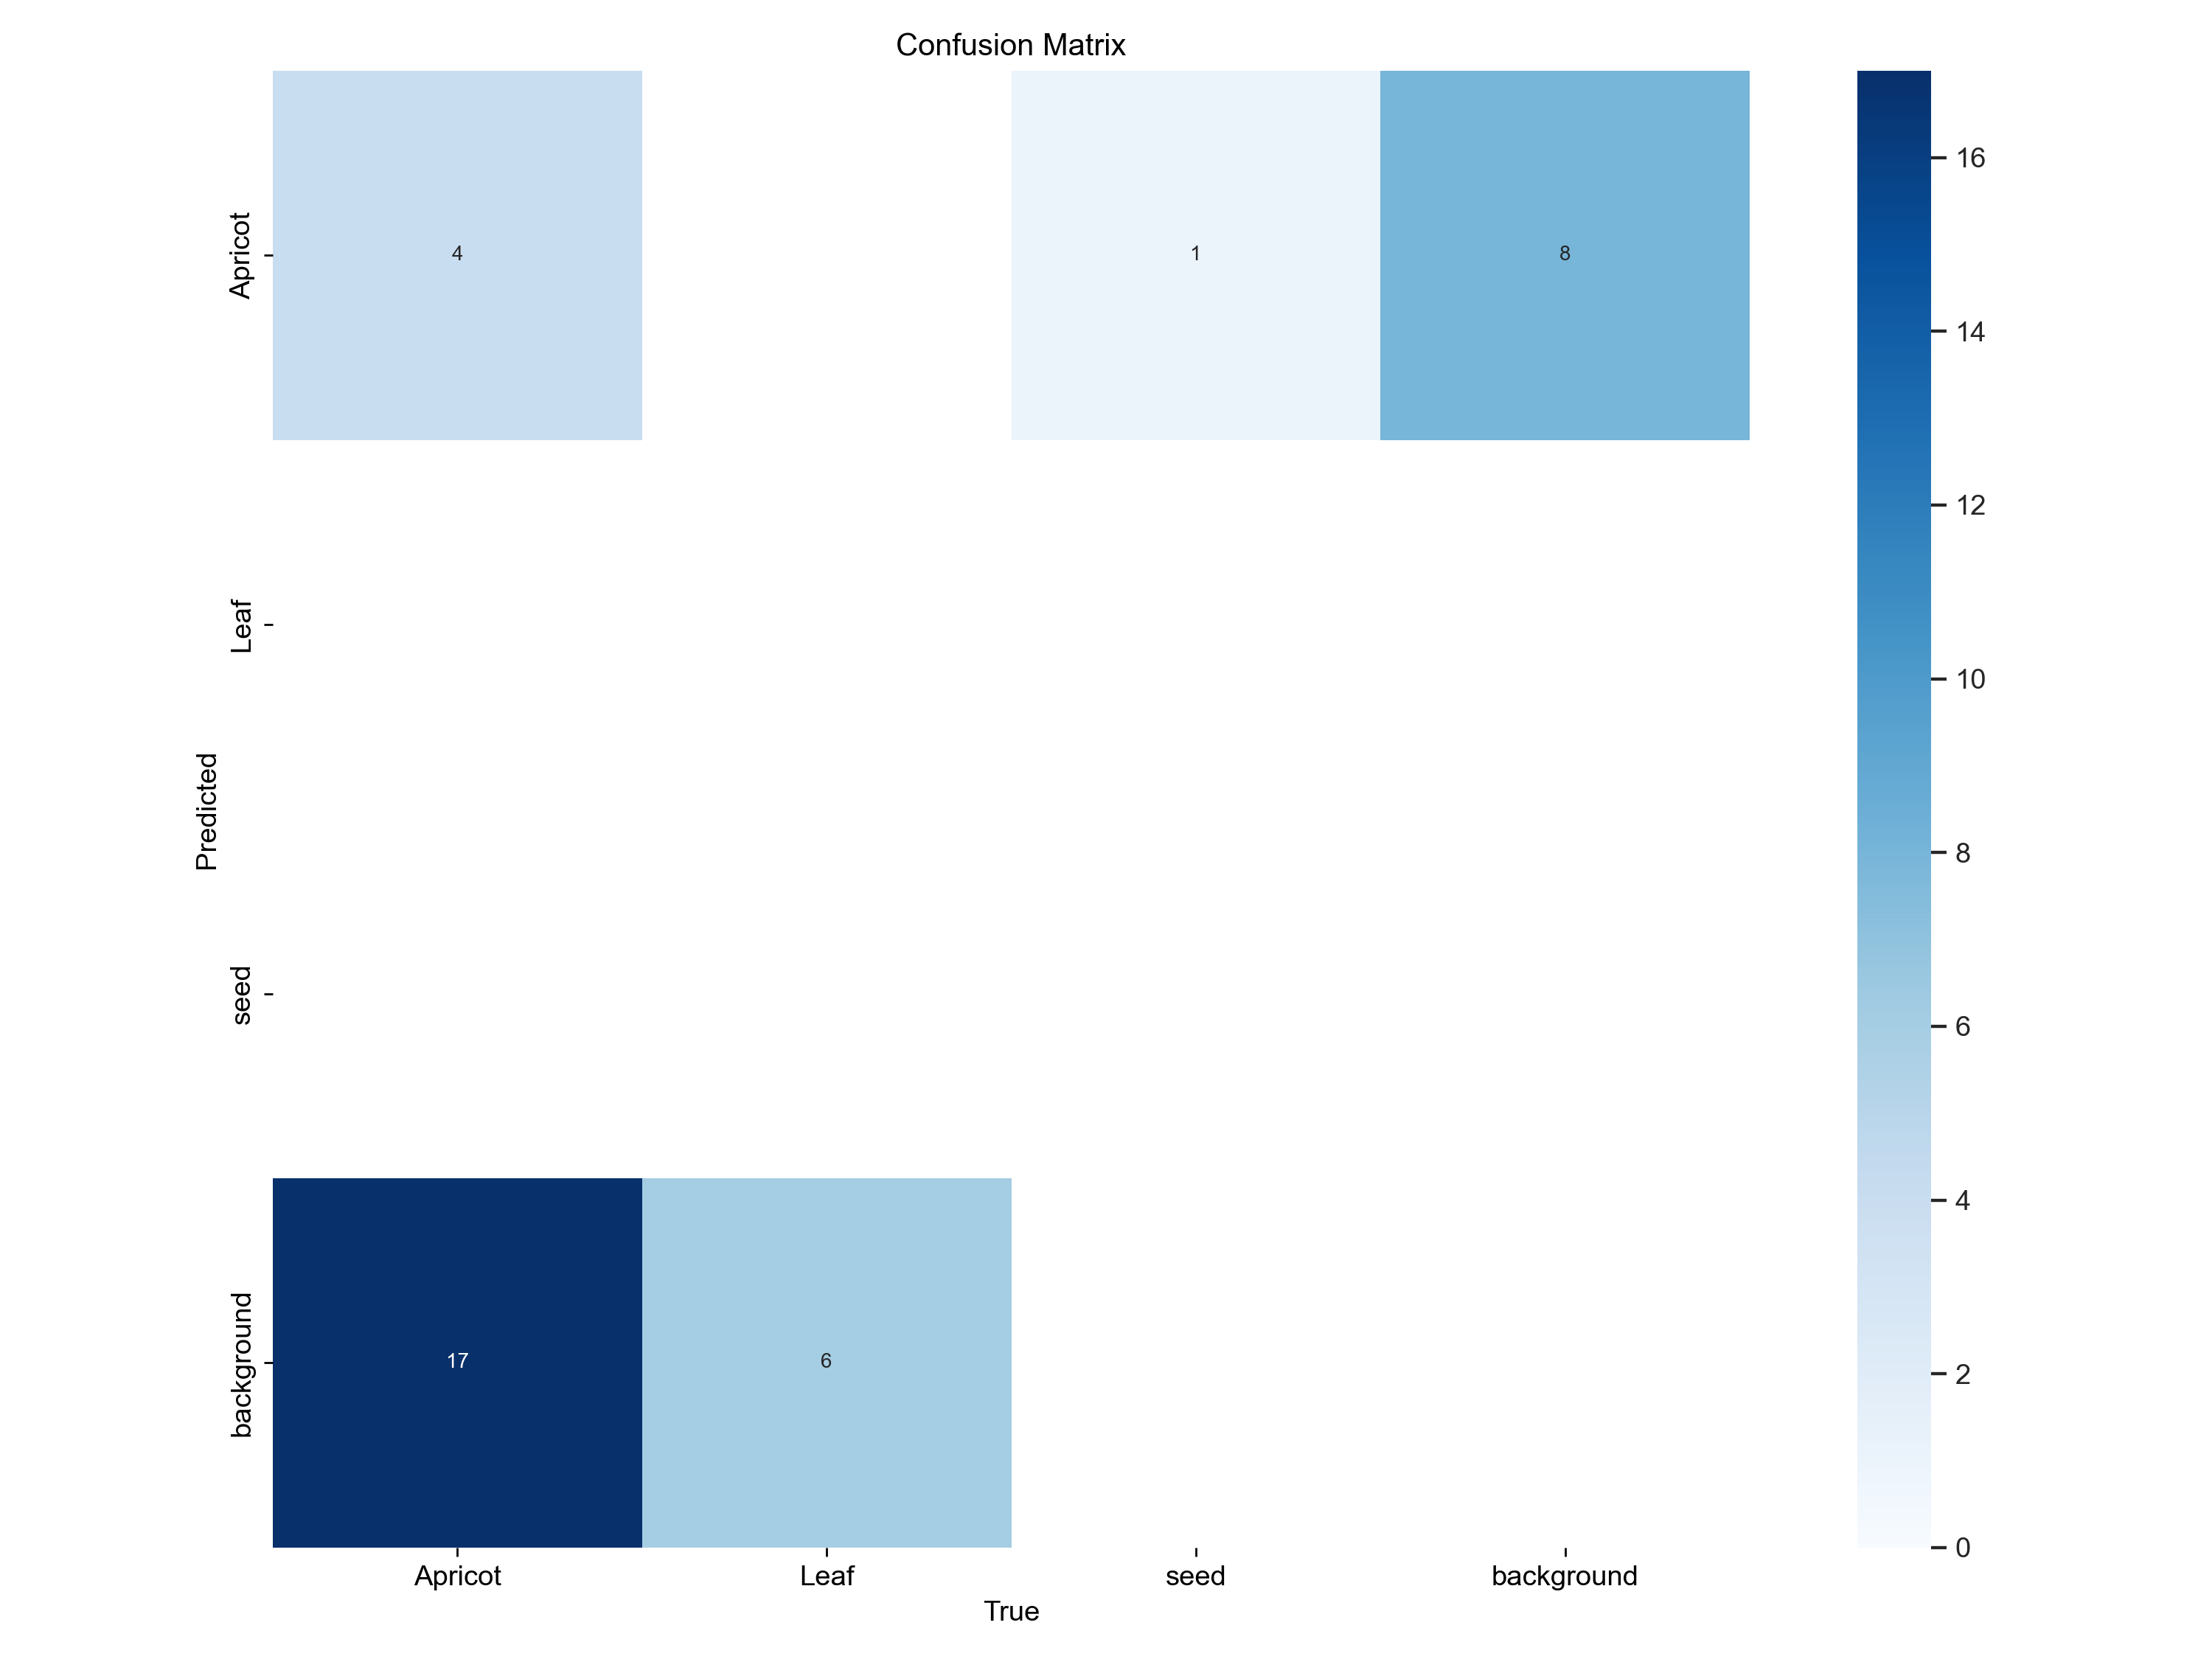 Confusion Matrix
Apricot
Leaf
seed
background
Predicted
4
1
8
17
6
Apricot
Leaf
seed
background
True
16
14
12
10
8
6
4
2
0